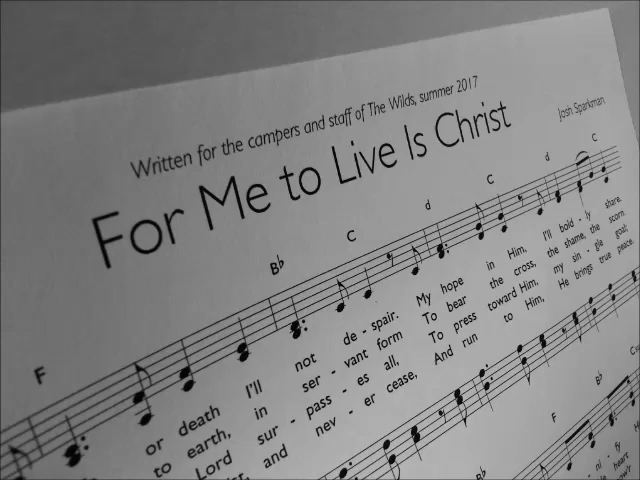 Written for the campers and staff of The Wilds, summer 2017
For Me to Live Is Christ
Josh Sparkman
F B♭ C d C d C
or death I'll not de - spair. My hope in Him, I'll bold - ly share.
to earth, in ser - vant form To bear the cross, the shame, the scorn.
Lord sur - pass - es all, To press toward Him, my sin - gle goal;
and nev - er cease, And run to Him, He brings true peace.
B♭ F B♭
ni - fy